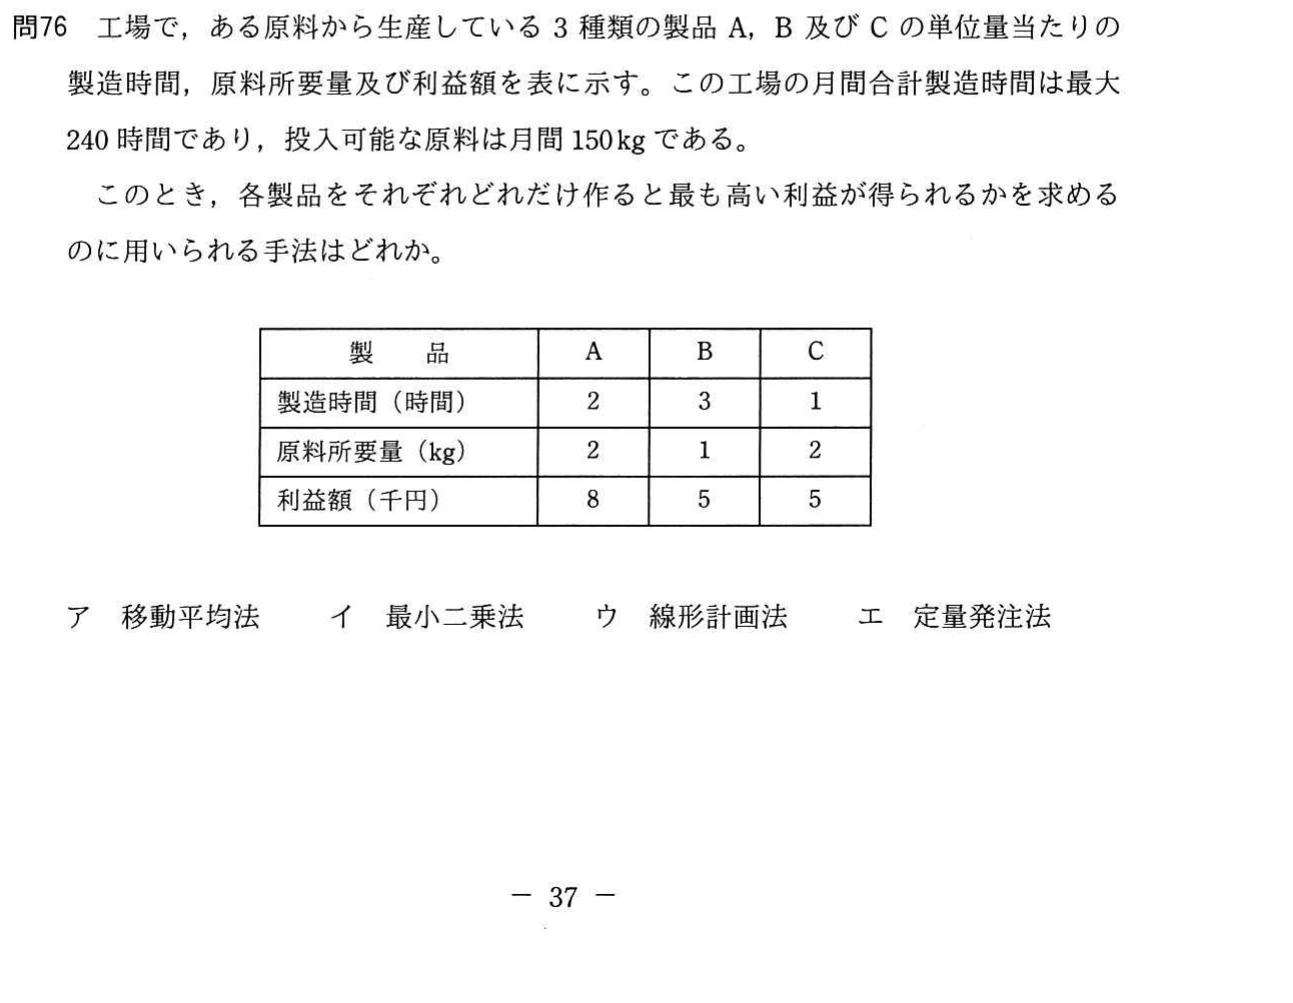 問76 工場で，ある原料から生産している 3 種類の製品 A，B 及び C の単位量当たりの
製造時間，原料所要量及び利益額を表に示す。この工場の月間合計製造時間は最大
240 時間であり，投入可能な原料は月間 150 kg である。
このとき，各製品をそれぞれどれだけ作ると最も高い利益が得られるかを求める
のに用いられる手法はどれか。
製 品 A B C
製造時間（時間） 2 3 1
原料所要量（kg） 2 1 2
利益額（千円） 8 5 5
ア 移動平均法 イ 最小二乗法 ウ 線形計画法 エ 定量発注法
－ 37 －